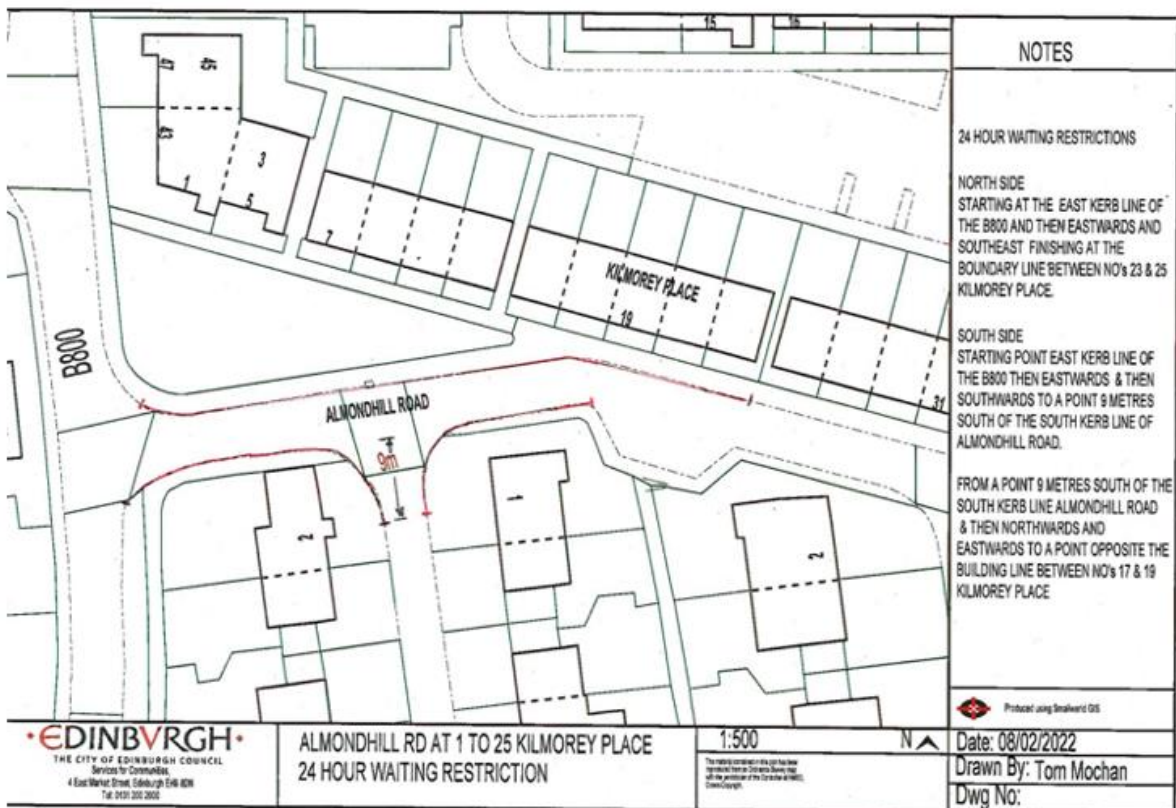 15
16
47
45
43
3
1
5
7
KILMOREY PLACE
19
31
B800
ALMONDHILL ROAD
9m
2
1
2
NOTES
24 HOUR WAITING RESTRICTIONS
NORTH SIDE
STARTING AT THE EAST KERB LINE OF
THE B800 AND THEN EASTWARDS AND
SOUTHEAST FINISHING AT THE
BOUNDARY LINE BETWEEN NO's 23 & 25
KILMOREY PLACE.
SOUTH SIDE
STARTING POINT EAST KERB LINE OF
THE B800 THEN EASTWARDS & THEN
SOUTHWARDS TO A POINT 9 METRES
SOUTH OF THE SOUTH KERB LINE OF
ALMONDHILL ROAD.
FROM A POINT 9 METRES SOUTH OF THE
SOUTH KERB LINE ALMONDHILL ROAD
& THEN NORTHWARDS AND
EASTWARDS TO A POINT OPPOSITE THE
BUILDING LINE BETWEEN NO's 17 & 19
KILMOREY PLACE
Produced using Smallworld GIS
·EDINBVRGH·
THE CITY OF EDINBURGH COUNCIL
Services for Communities,
4 East Market Street, Edinburgh EH8 8BG
ALMONDHILL RD AT 1 TO 25 KILMOREY PLACE
24 HOUR WAITING RESTRICTION
1:500
N
Date: 08/02/2022
Drawn By: Tom Mochan
Dwg No: